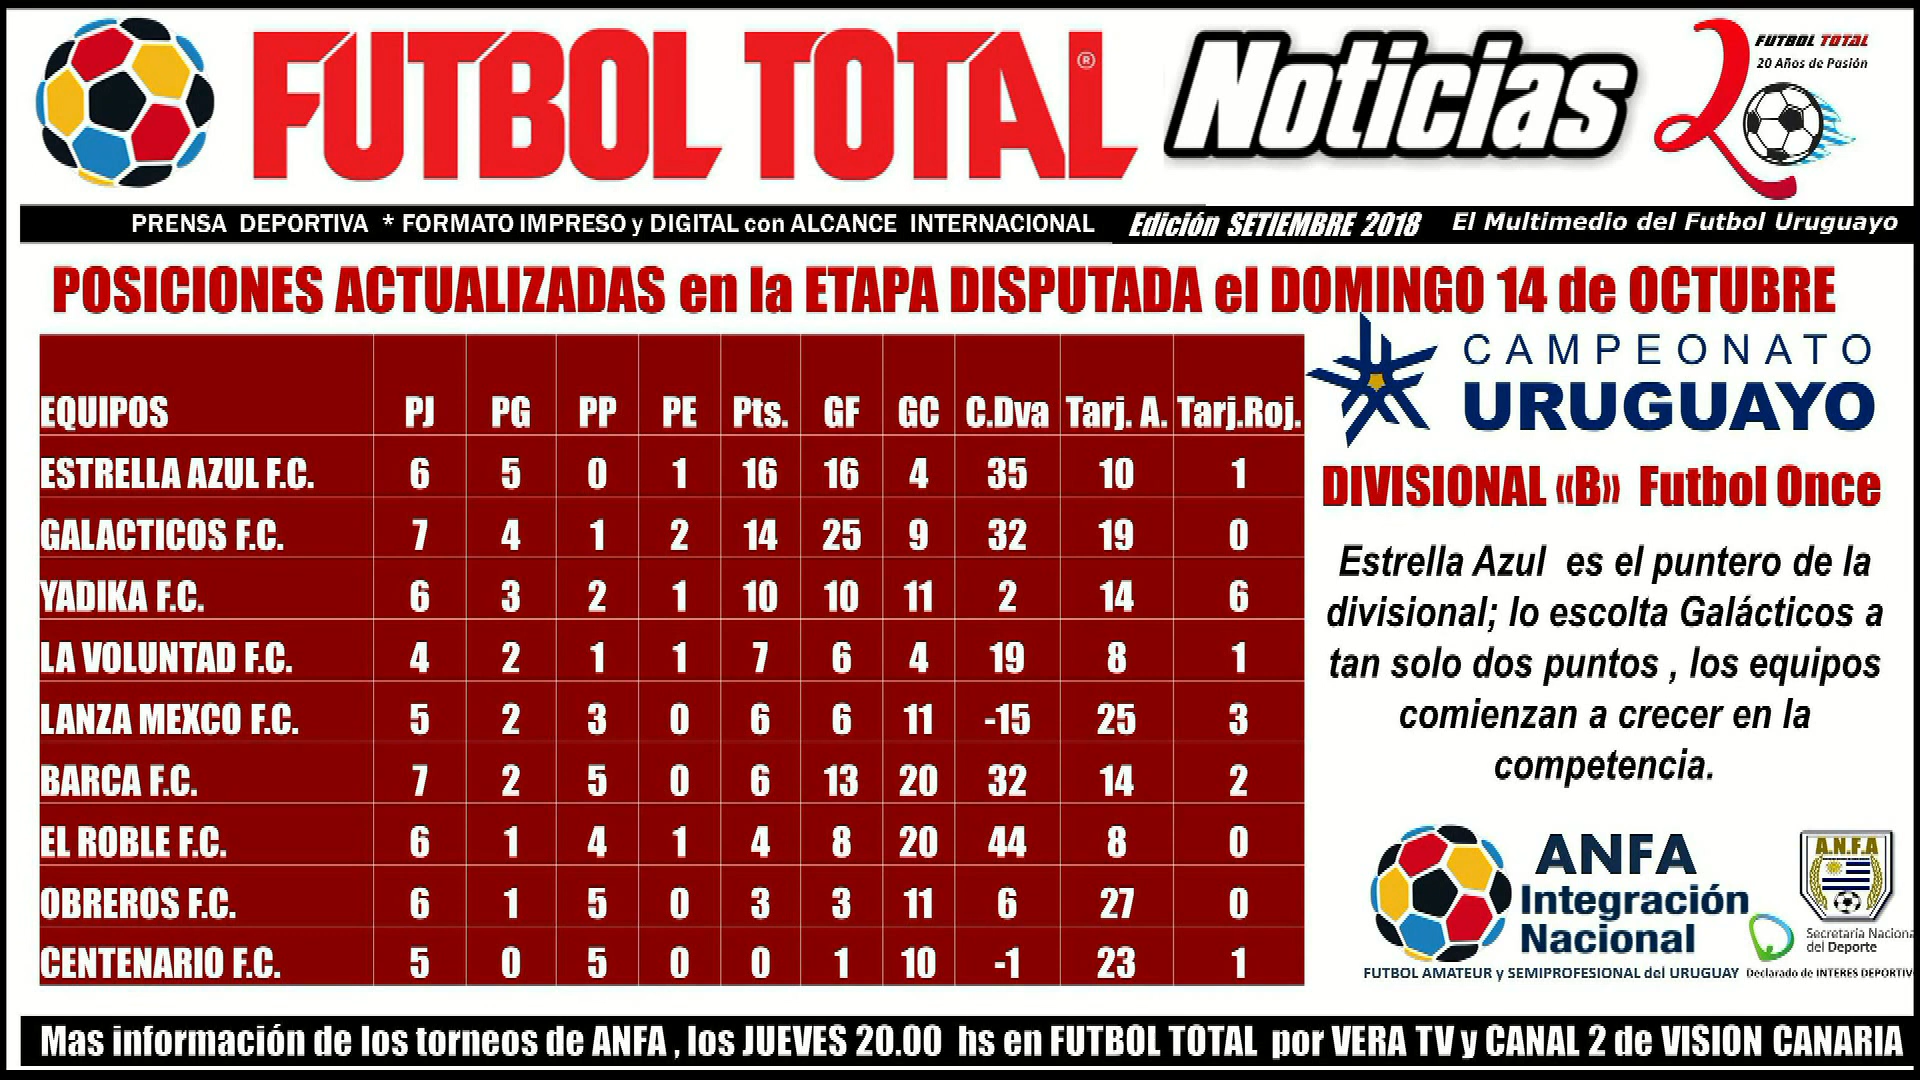 FUTBOL TOTAL ® Noticias
FUTBOL TOTAL
20 Años de Pasión
PRENSA DEPORTIVA * FORMATO IMPRESO y DIGITAL con ALCANCE INTERNACIONAL Edición SETIEMBRE 2018 El Multimedio del Futbol Uruguayo
POSICIONES ACTUALIZADAS en la ETAPA DISPUTADA el DOMINGO 14 de OCTUBRE
EQUIPOS PJ PG PP PE Pts. GF GC C.Dva Tarj. A. Tarj.Roj.
ESTRELLA AZUL F.C. 6 5 0 1 16 16 4 35 10 1
GALACTICOS F.C. 7 4 1 2 14 25 9 32 19 0
YADIKA F.C. 6 3 2 1 10 10 11 2 14 6
LA VOLUNTAD F.C. 4 2 1 1 7 6 4 19 8 1
LANZA MEXCO F.C. 5 2 3 0 6 6 11 -15 25 3
BARCA F.C. 7 2 5 0 6 13 20 32 14 2
EL ROBLE F.C. 6 1 4 1 4 8 20 44 8 0
OBREROS F.C. 6 1 5 0 3 3 11 6 27 0
CENTENARIO F.C. 5 0 5 0 0 1 10 -1 23 1
CAMPEONATO
URUGUAYO
DIVISIONAL «B» Futbol Once
Estrella Azul es el puntero de la
divisional; lo escolta Galácticos a
tan solo dos puntos , los equipos
comienzan a crecer en la
competencia.
ANFA
Integración
Nacional
FUTBOL AMATEUR y SEMIPROFESIONAL del URUGUAY
A.N.F.A
Secretaría Naciona
del Deporte
Declarado de INTERES DEPORTIV
Mas información de los torneos de ANFA , los JUEVES 20.00 hs en FUTBOL TOTAL por VERA TV y CANAL 2 de VISION CANARIA